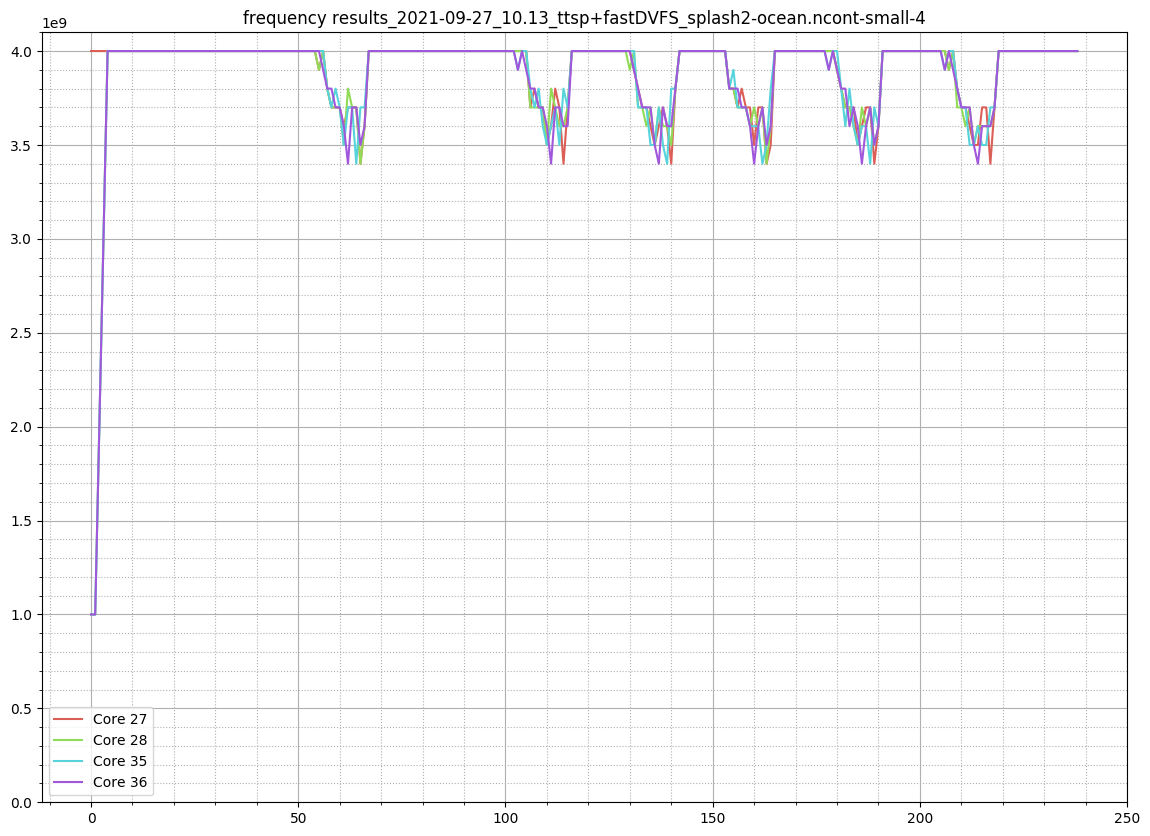 frequency results_2021-09-27_10.13_ttsp+fastDVFS_splash2-ocean.ncont-small-4
1e9
4.0
3.5
3.0
2.5
2.0
1.5
1.0
0.5
0.0
Core 27
Core 28
Core 35
Core 36
0 50 100 150 200 250